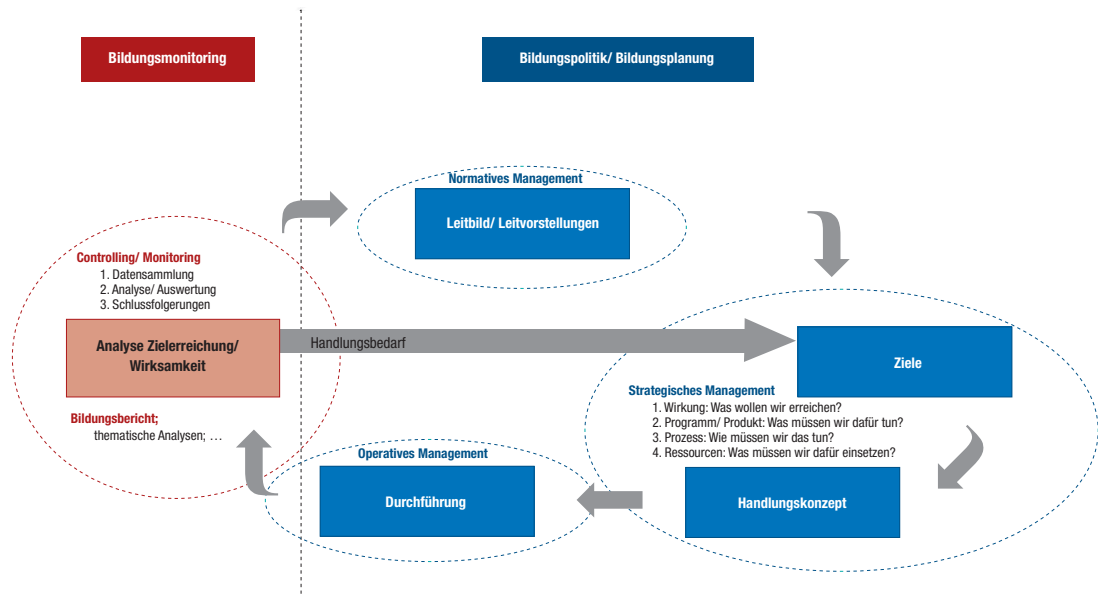 Bildungsmonitoring
Bildungspolitik/ Bildungsplanung
Normatives Management
Leitbild/ Leitvorstellungen
Controlling/ Monitoring
1. Datensammlung
2. Analyse/ Auswertung
3. Schlussfolgerungen
Analyse Zielerreichung/
Wirksamkeit
Handlungsbedarf
Ziele
Strategisches Management
1. Wirkung: Was wollen wir erreichen?
2. Programm/ Produkt: Was müssen wir dafür tun?
3. Prozess: Wie müssen wir das tun?
4. Ressourcen: Was müssen wir dafür einsetzen?
Bildungsbericht;
thematische Analysen; …
Operatives Management
Durchführung
Handlungskonzept